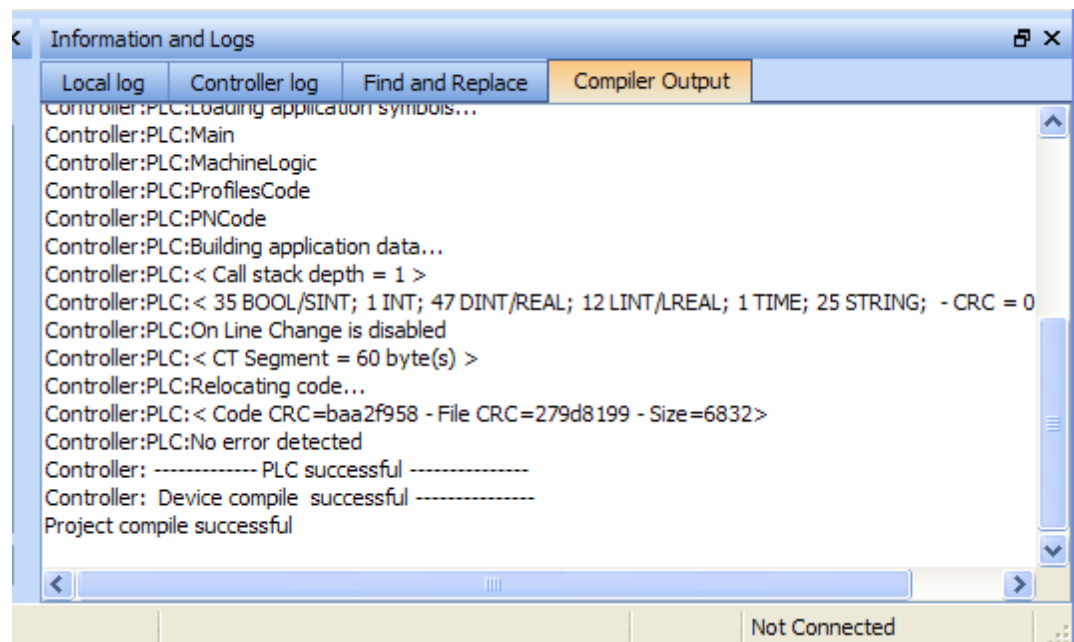 Information and Logs
Local log Controller log Find and Replace Compiler Output
Controller:PLC:Loading application symbols...
Controller:PLC:Main
Controller:PLC:MachineLogic
Controller:PLC:ProfilesCode
Controller:PLC:PNCode
Controller:PLC:Building application data...
Controller:PLC:< Call stack depth = 1 >
Controller:PLC:< 35 BOOL/SINT; 1 INT; 47 DINT/REAL; 12 LINT/LREAL; 1 TIME; 25 STRING;  - CRC = 0
Controller:PLC:On Line Change is disabled
Controller:PLC:< CT Segment = 60 byte(s) >
Controller:PLC:Relocating code...
Controller:PLC:< Code CRC=baa2f958 - File CRC=279d8199 - Size=6832>
Controller:PLC:No error detected
Controller: ------------- PLC successful ---------------
Controller:  Device compile  successful ---------------
Project compile successful
Not Connected